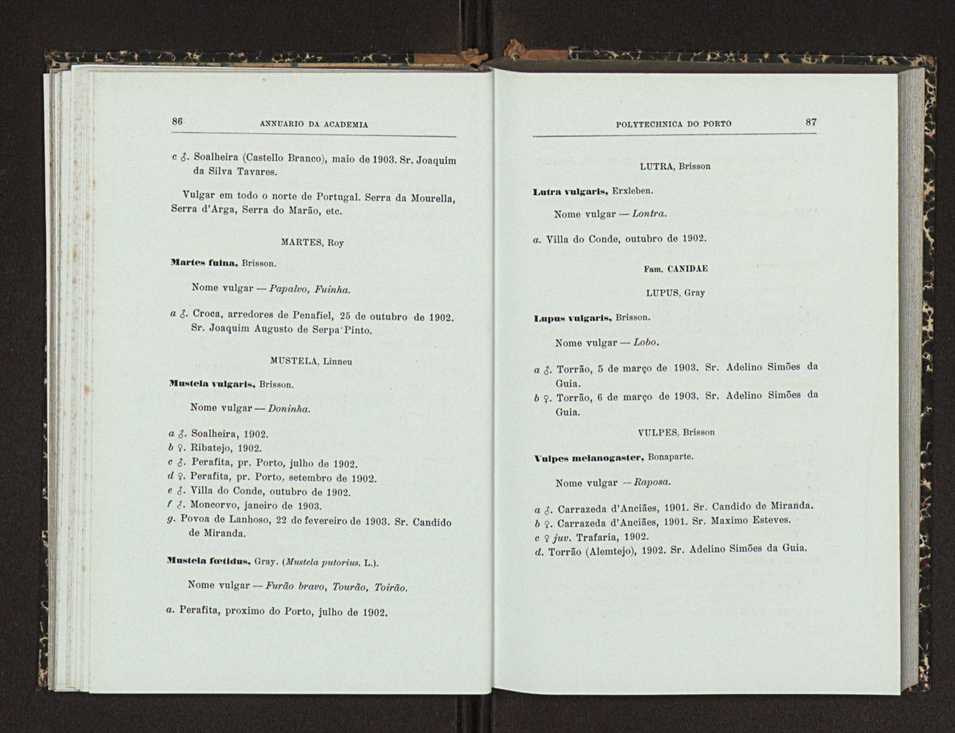 86 ANNUARIO DA ACADEMIA
c ♂. Soalheira (Castello Branco), maio de 1903. Sr. Joaquim
da Silva Tavares.
Vulgar em todo o norte de Portugal. Serra da Mourella,
Serra d'Arga, Serra do Marão, etc.
MARTES, Roy
Martes fuina, Brisson.
Nome vulgar — Papalvo, Fuinha.
a ♂. Croca, arredores de Penafiel, 25 de outubro de 1902.
Sr. Joaquim Augusto de Serpa Pinto.
MUSTELA, Linneu
Mustela vulgaris, Brisson.
Nome vulgar — Doninha.
a ♂. Soalheira, 1902.
b ♀. Ribatejo, 1902.
c ♂. Perafita, pr. Porto, julho de 1902.
d ♀. Perafita, pr. Porto, setembro de 1902.
e ♂. Villa do Conde, outubro de 1902.
f ♂. Moncorvo, janeiro de 1903.
g. Povoa de Lanhoso, 22 de fevereiro de 1903. Sr. Candido
de Miranda.
Mustela fœtidus, Gray. (Mustela putorius, L.).
Nome vulgar — Furão bravo, Tourão, Toirão.
a. Perafita, proximo do Porto, julho de 1902.
POLYTECHNICA DO PORTO 87
LUTRA, Brisson
Lutra vulgaris, Erxleben.
Nome vulgar — Lontra.
a. Villa do Conde, outubro de 1902.
Fam. CANIDAE
LUPUS, Gray
Lupus vulgaris, Brisson.
Nome vulgar — Lobo.
a ♂. Torrão, 5 de março de 1903. Sr. Adelino Simões da
Guia.
b ♀. Torrão, 6 de março de 1903. Sr. Adelino Simões da
Guia.
VULPES, Brisson
Vulpes melanogaster, Bonaparte.
Nome vulgar — Raposa.
a ♂. Carrazeda d'Anciães, 1901. Sr. Candido de Miranda.
b ♀. Carrazeda d'Anciães, 1901. Sr. Maximo Esteves.
c ♀ juv. Trafaria, 1902.
d. Torrão (Alemtejo), 1902. Sr. Adelino Simões da Guia.